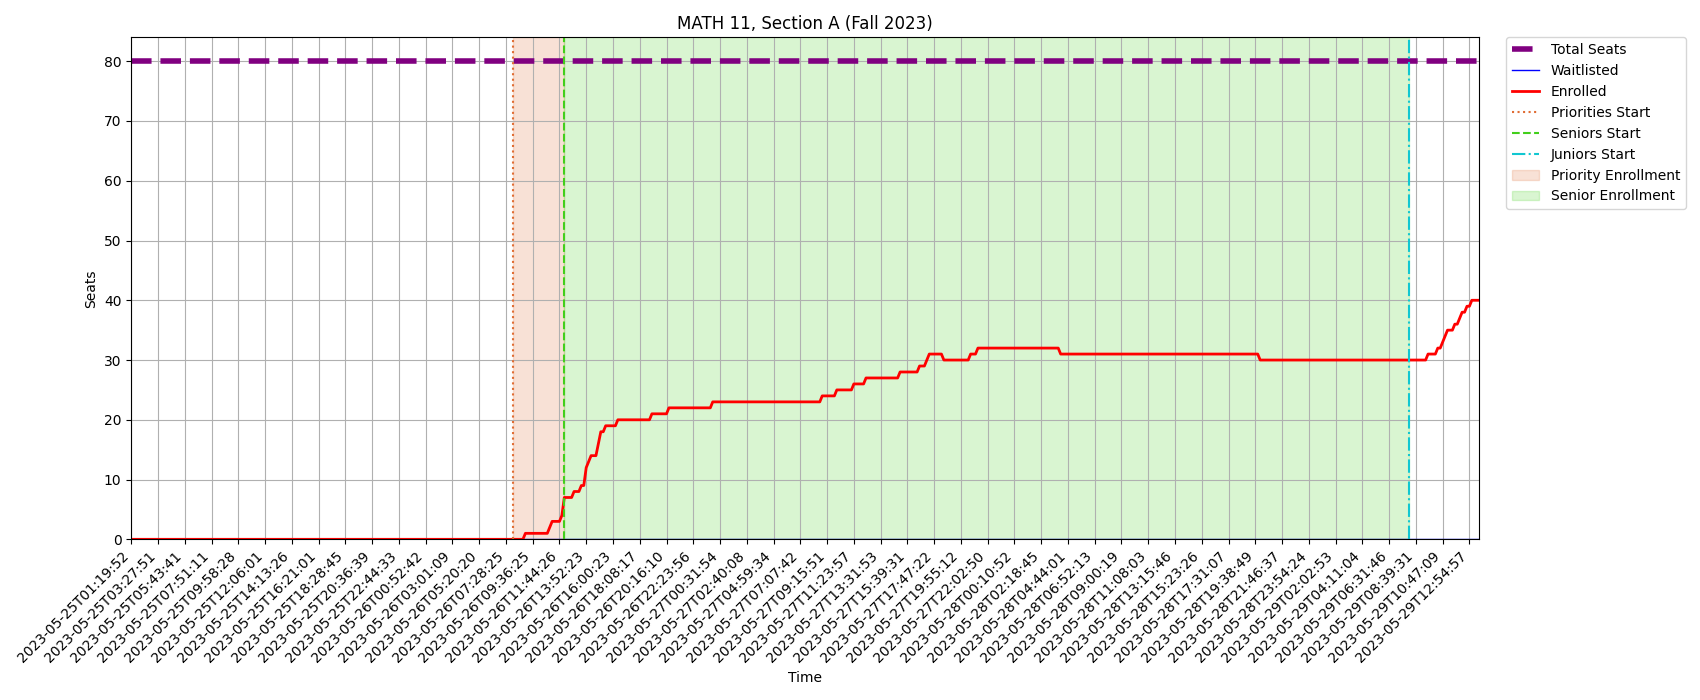 MATH 11, Section A (Fall 2023)
Total Seats
Waitlisted
Enrolled
Priorities Start
Seniors Start
Juniors Start
Priority Enrollment
Senior Enrollment
Seats
80
70
60
50
40
30
20
10
0
2023-05-25T01:19:52
2023-05-25T03:27:51
2023-05-25T05:43:41
2023-05-25T07:51:11
2023-05-25T09:58:28
2023-05-25T12:06:01
2023-05-25T14:13:26
2023-05-25T16:21:01
2023-05-25T18:28:45
2023-05-25T20:36:39
2023-05-25T22:44:33
2023-05-26T00:52:42
2023-05-26T03:01:09
2023-05-26T05:20:20
2023-05-26T07:28:25
2023-05-26T09:36:25
2023-05-26T11:44:26
2023-05-26T13:52:23
2023-05-26T16:00:23
2023-05-26T18:08:17
2023-05-26T20:16:10
2023-05-26T22:23:56
2023-05-27T00:31:54
2023-05-27T02:40:08
2023-05-27T04:59:34
2023-05-27T07:07:42
2023-05-27T09:15:51
2023-05-27T11:23:57
2023-05-27T13:31:53
2023-05-27T15:39:31
2023-05-27T17:47:22
2023-05-27T19:55:12
2023-05-27T22:02:50
2023-05-28T00:10:52
2023-05-28T02:18:45
2023-05-28T04:44:01
2023-05-28T06:52:13
2023-05-28T09:00:19
2023-05-28T11:08:03
2023-05-28T13:15:46
2023-05-28T15:23:26
2023-05-28T17:31:07
2023-05-28T19:38:49
2023-05-28T21:46:37
2023-05-28T23:54:24
2023-05-29T02:02:53
2023-05-29T04:11:04
2023-05-29T06:31:46
2023-05-29T08:39:31
2023-05-29T10:47:09
2023-05-29T12:54:57
Time